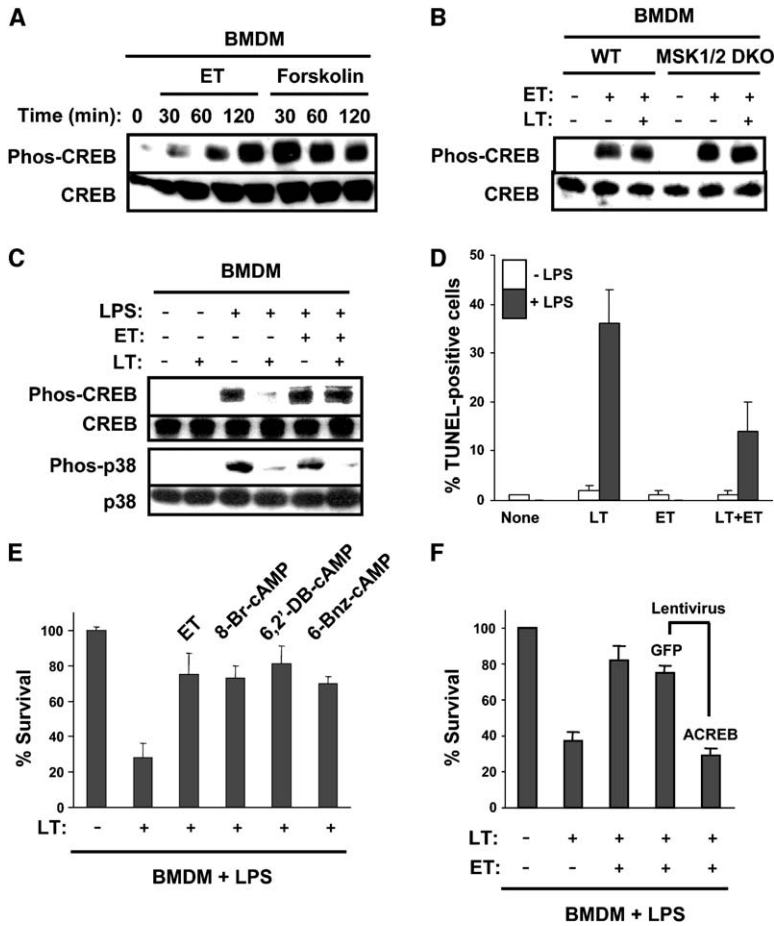 A
BMDM
ET Forskolin
Time (min): 0 30 60 120 30 60 120
Phos-CREB
CREB
B
BMDM
WT MSK1/2 DKO
ET: - + + - + +
LT: - - + - - +
Phos-CREB
CREB
C
BMDM
LPS: - - + + + +
ET: - - - - + +
LT: - + - + - +
Phos-CREB
CREB
Phos-p38
p38
D
50
40
30
20
10
0
% TUNEL-positive cells
- LPS
+ LPS
None LT ET LT+ET
E
100
80
60
40
20
0
% Survival
ET
8-Br-cAMP
6,2'-DB-cAMP
6-Bnz-cAMP
LT: - + + + + +
BMDM + LPS
F
100
80
60
40
20
0
% Survival
Lentivirus
GFP
ACREB
LT: - + + + +
ET: - - + + +
BMDM + LPS